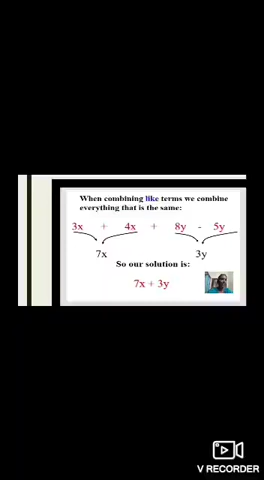 When combining like terms we combine
everything that is the same:
3x + 4x + 8y - 5y
7x 3y
So our solution is:
7x + 3y
V RECORDER